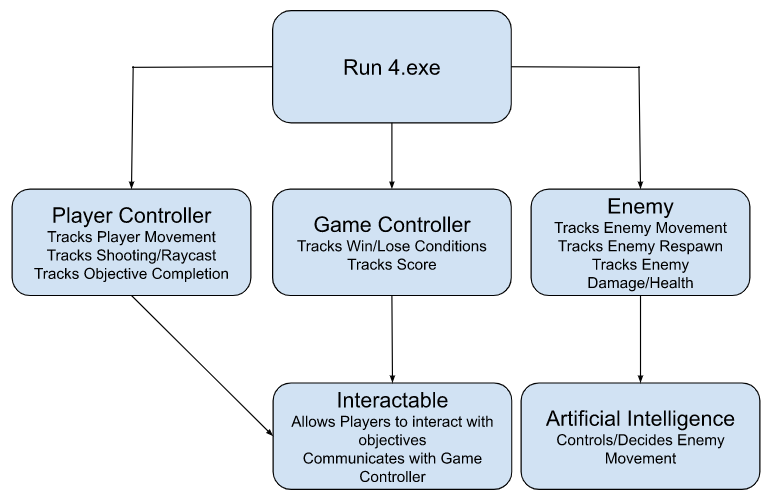 Run 4.exe
Player Controller
Tracks Player Movement
Tracks Shooting/Raycast
Tracks Objective Completion
Game Controller
Tracks Win/Lose Conditions
Tracks Score
Enemy
Tracks Enemy Movement
Tracks Enemy Respawn
Tracks Enemy
Damage/Health
Interactable
Allows Players to interact with
objectives
Communicates with Game
Controller
Artificial Intelligence
Controls/Decides Enemy
Movement